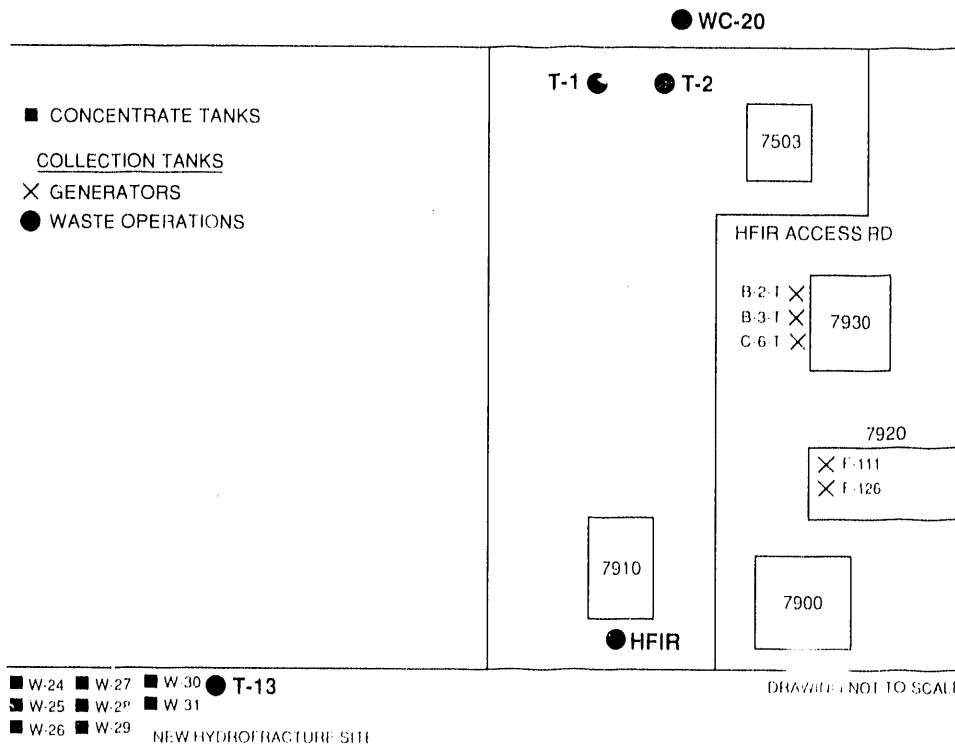 WC-20
T-1 T-2
CONCENTRATE TANKS
COLLECTION TANKS
GENERATORS
WASTE OPERATIONS
7503
HFIR ACCESS RD
B-2-T
B-3-T
C-6-T
7930
7920
F-111
F-126
7910
7900
HFIR
W-24 W-27 W-30 T-13
W-25 W-28 W 31
W-26 W-29
NEW HYDROFRACTURE SITE
DRAWING NOT TO SCALE